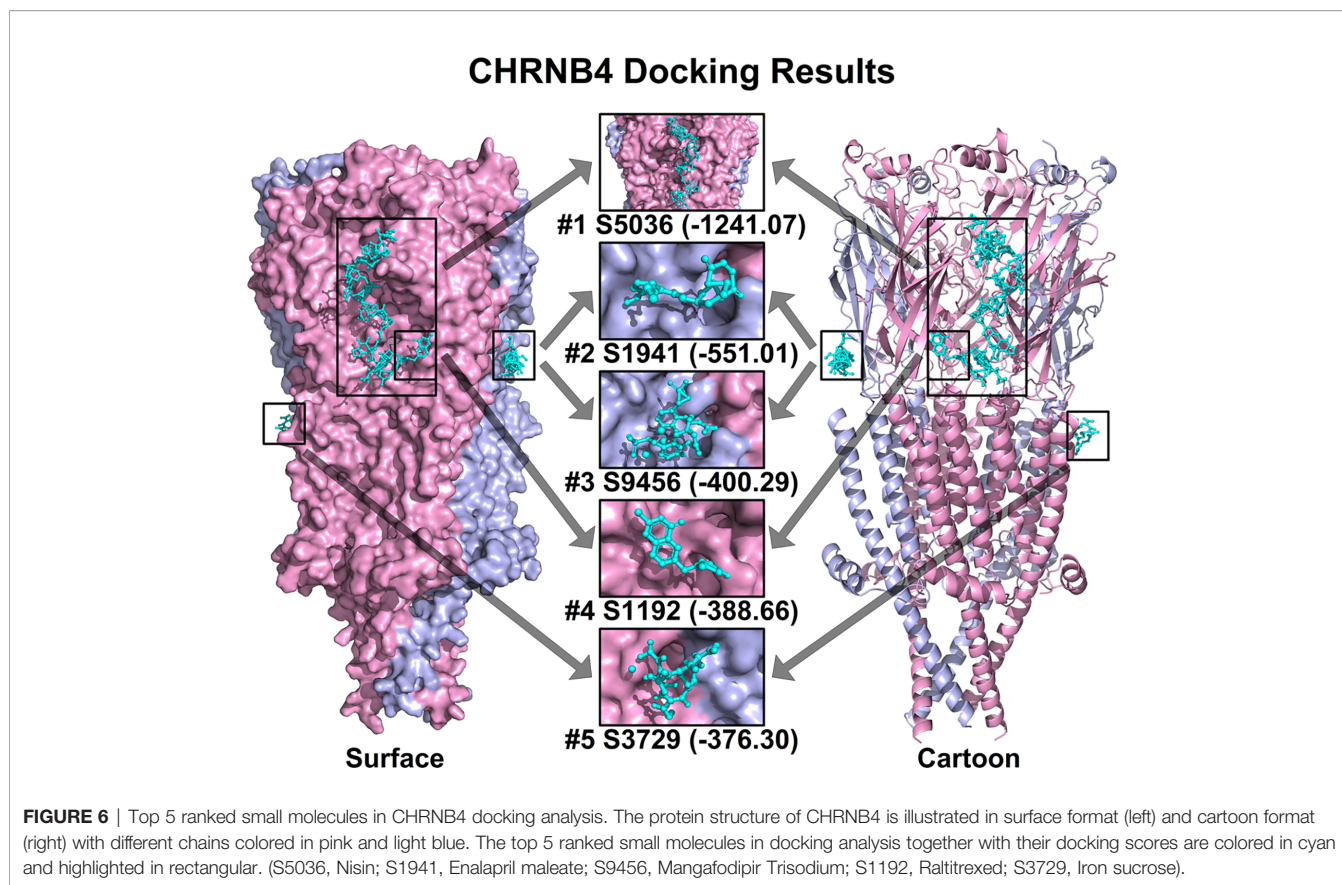 CHRNB4 Docking Results
#1 S5036 (-1241.07)
#2 S1941 (-551.01)
#3 S9456 (-400.29)
#4 S1192 (-388.66)
#5 S3729 (-376.30)
Surface
Cartoon
FIGURE 6 | Top 5 ranked small molecules in CHRNB4 docking analysis. The protein structure of CHRNB4 is illustrated in surface format (left) and cartoon format
(right) with different chains colored in pink and light blue. The top 5 ranked small molecules in docking analysis together with their docking scores are colored in cyan
and highlighted in rectangular. (S5036, Nisin; S1941, Enalapril maleate; S9456, Mangafodipir Trisodium; S1192, Raltitrexed; S3729, Iron sucrose).